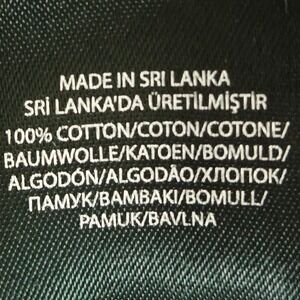 MADE IN SRI LANKA
SRİ LANKA'DA ÜRETİLMİŞTİR
100% COTTON/COTON/COTONE/
BAUMWOLLE/KATOEN/BOMULD/
ALGODÓN/ALGODÃO/ХЛОПОК/
ПАМУК/BAMBAKI/BOMULL/
PAMUK/BAVLNA